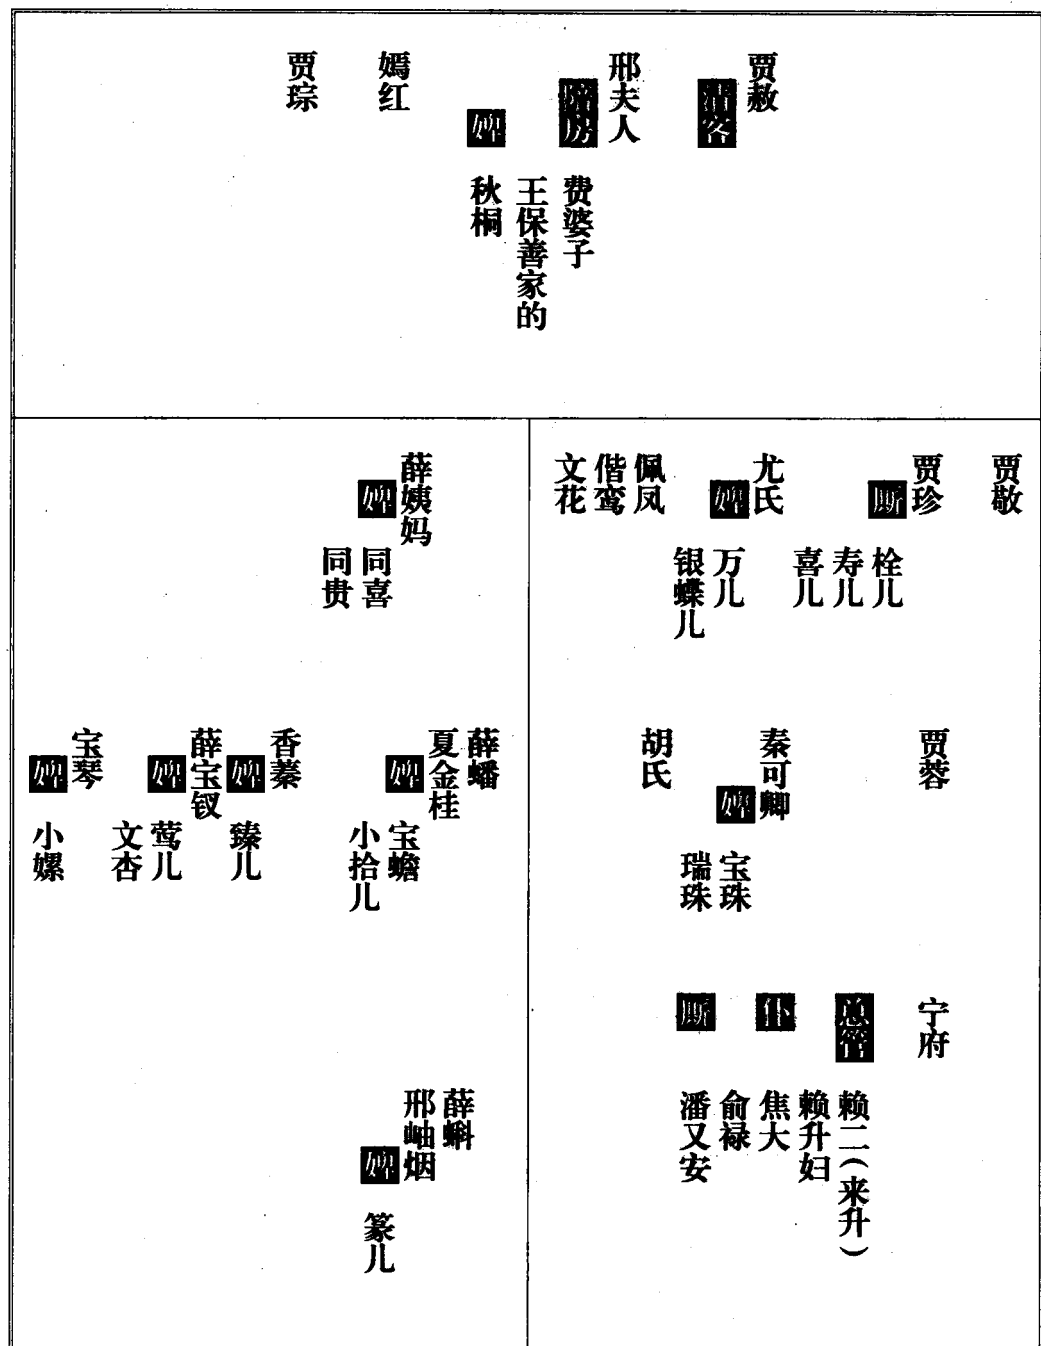 贾赦
清客
邢夫人
陪房
费婆子
王保善家的
婢
秋桐
嫣红
贾琮
贾敬
贾珍
厮
栓儿
寿儿
喜儿
尤氏
婢
万儿
银蝶儿
佩凤
偕鸾
文花
贾蓉
秦可卿
婢
宝珠
瑞珠
胡氏
宁府
总管
赖二(来升)
赖升妇
仆
焦大
俞禄
厮
潘又安
薛姨妈
婢
同喜
同贵
薛蟠
夏金桂
婢
宝蟾
小拾儿
香菱
婢
臻儿
薛宝钗
婢
莺儿
文杏
宝琴
婢
小螺
薛蝌
邢岫烟
婢
篆儿